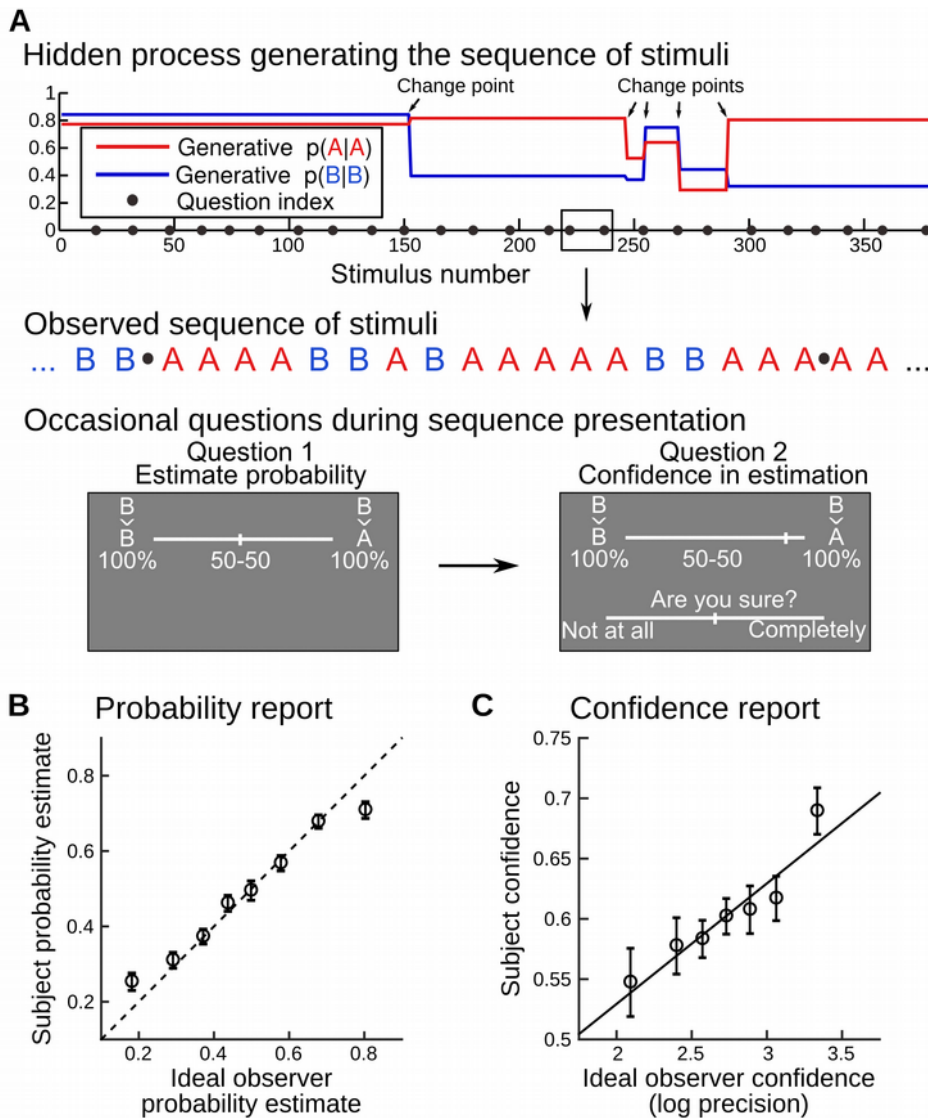 A
Hidden process generating the sequence of stimuli
Change point
Change points
1
0.8
0.6
0.4
0.2
0
Generative p(A|A)
Generative p(B|B)
Question index
0 50 100 150 200 250 300 350
Stimulus number
Observed sequence of stimuli
... B B A A A A B B A B A A A A A B B A A A A A ...
Occasional questions during sequence presentation
Question 1
Estimate probability
B
B
100%
50-50
B
A
100%
Question 2
Confidence in estimation
B
B
100%
50-50
B
A
100%
Are you sure?
Not at all
Completely
B Probability report
Subject probability estimate
0.8
0.6
0.4
0.2
0.2 0.4 0.6 0.8
Ideal observer
probability estimate
C Confidence report
Subject confidence
0.75
0.7
0.65
0.6
0.55
0.5
2 2.5 3 3.5
Ideal observer confidence
(log precision)